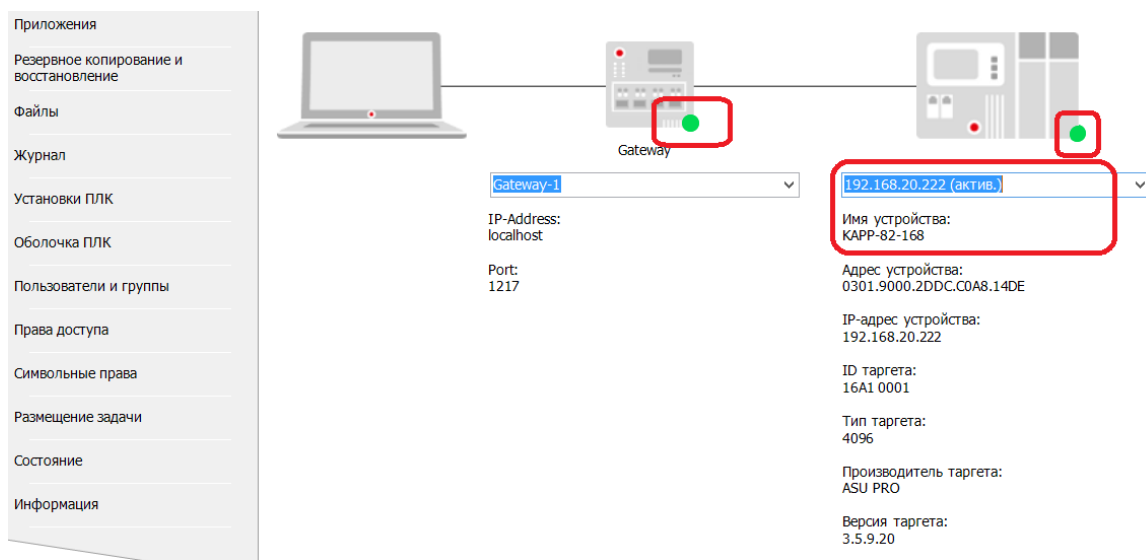 Приложения
Резервное копирование и
восстановление
Файлы
Журнал
Установки ПЛК
Оболочка ПЛК
Пользователи и группы
Права доступа
Символьные права
Размещение задачи
Состояние
Информация
Gateway
Gateway-1
IP-Address:
localhost
Port:
1217
192.168.20.222 (актив.)
Имя устройства:
KAPP-82-168
Адрес устройства:
0301.9000.2DDC.C0A8.14DE
IP-адрес устройства:
192.168.20.222
ID таргета:
16A1 0001
Тип таргета:
4096
Производитель таргета:
ASU PRO
Версия таргета:
3.5.9.20